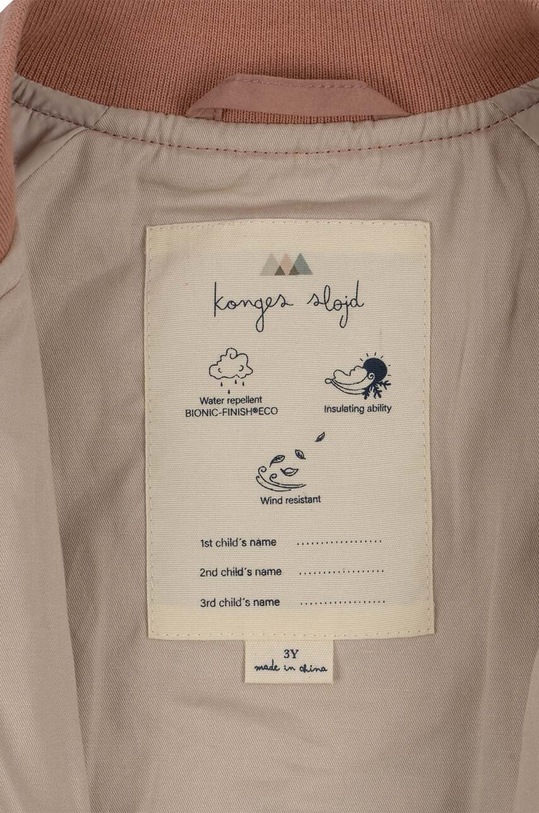 konges sløjd
Water repellent
BIONIC-FINISH®ECO
Insulating ability
Wind resistant
1st child's name ....................
2nd child's name ....................
3rd child's name ....................
3Y
made in china